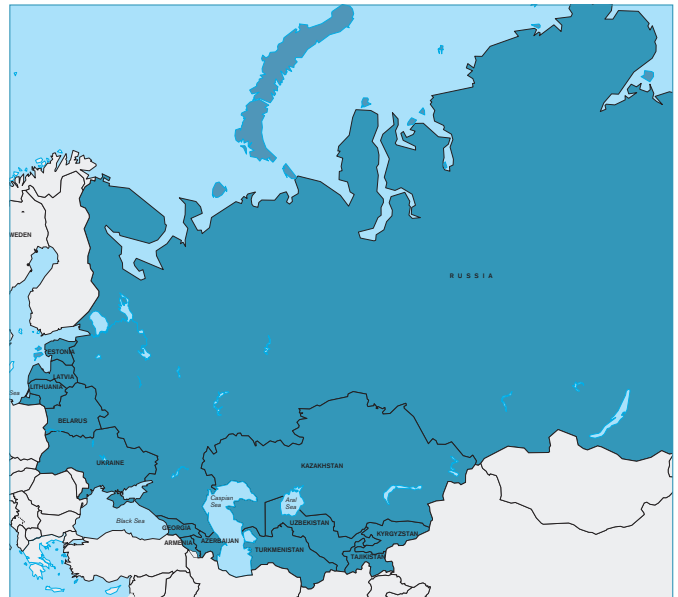 WEDEN
RUSSIA
ESTONIA
LATVIA
LITHUANIA
Sea
BELARUS
UKRAINE
KAZAKHSTAN
Caspian
Sea
Aral
Sea
Black Sea
GEORGIA
UZBEKISTAN
KYRGYZSTAN
ARMENIA
AZERBAIJAN
TURKMENISTAN
TAJIKISTAN